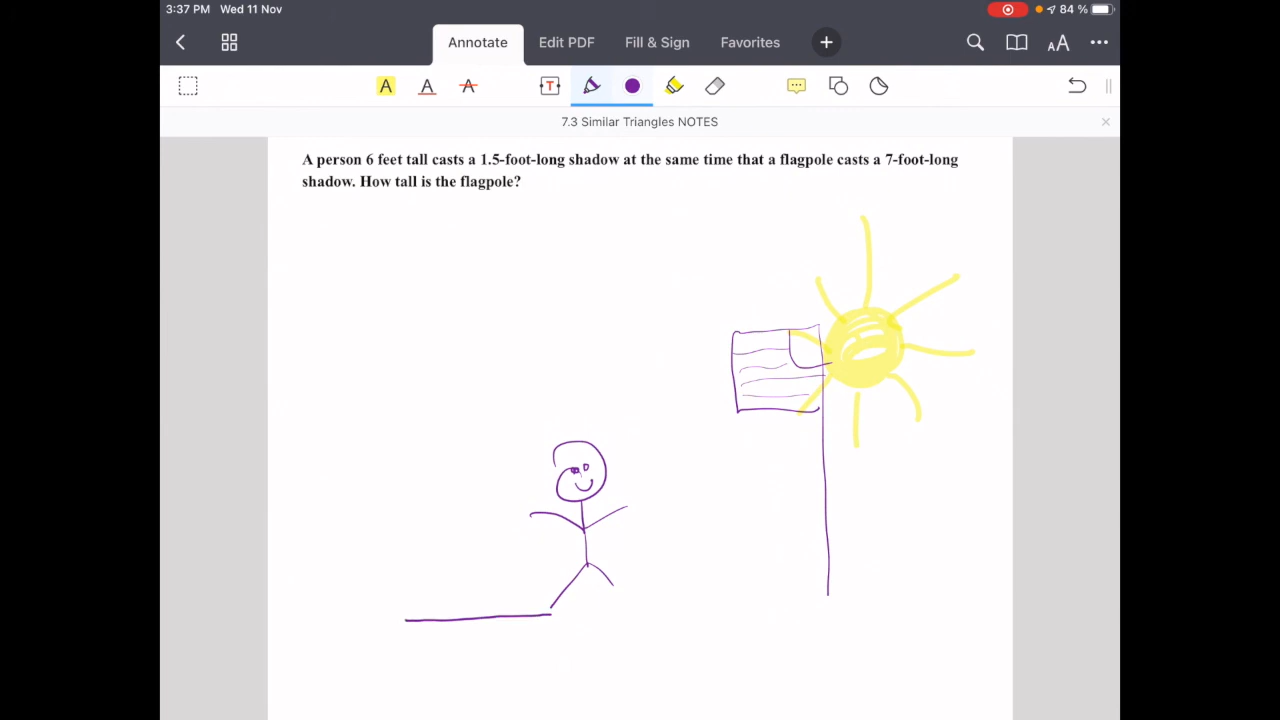 3:37 PM Wed 11 Nov
84 %
Annotate Edit PDF Fill & Sign Favorites
AA
A A A T
7.3 Similar Triangles NOTES
A person 6 feet tall casts a 1.5-foot-long shadow at the same time that a flagpole casts a 7-foot-long
shadow. How tall is the flagpole?